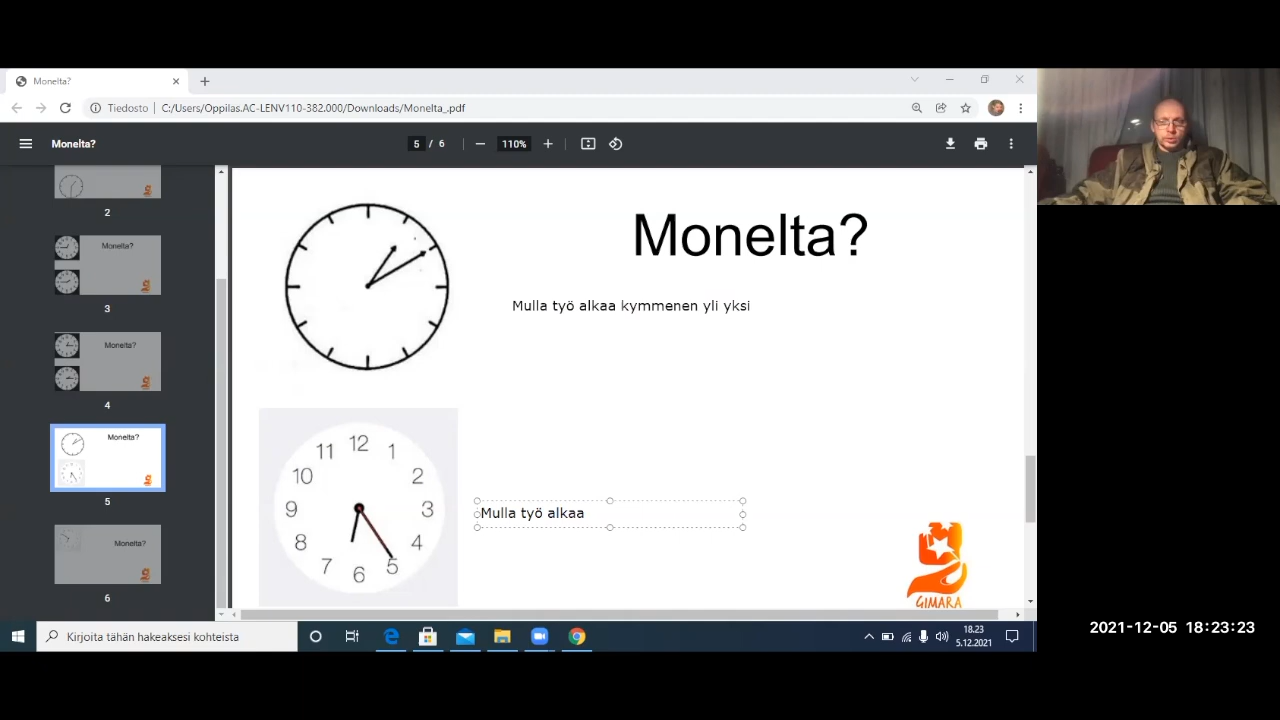 Monelta?
Tiedosto | C:/Users/Oppilas.AC-LENV110-382.000/Downloads/Monelta_.pdf
Monelta?
5 / 6
110%
2
Monelta?
3
Monelta?
4
Monelta?
5
Monelta?
6
Monelta?
Mulla työ alkaa kymmenen yli yksi
12
11 1
10 2
9 3
8 4
7 5
6
Mulla työ alkaa
GIMARA
Kirjoita tähän hakeaksesi kohteista
18.23
5.12.2021
2021-12-05 18:23:23